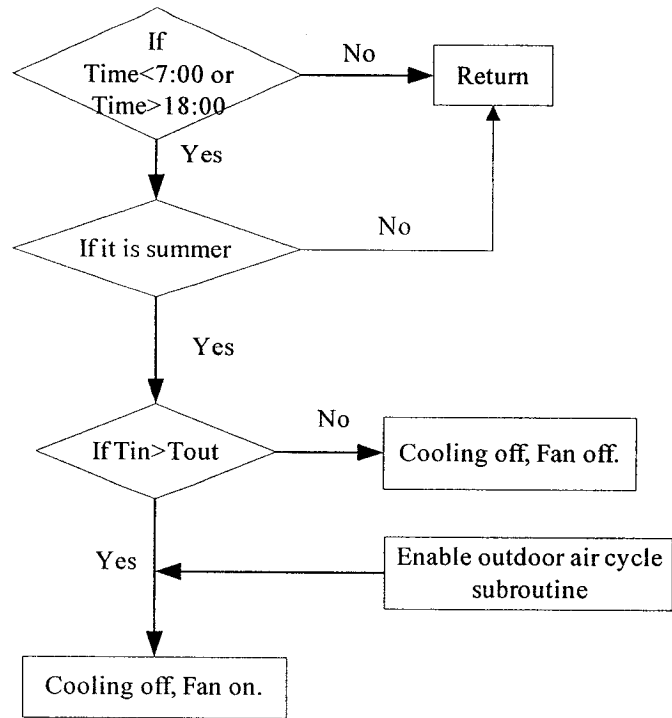 If
Time<7:00 or
Time>18:00
No
Return
Yes
If it is summer
No
Yes
If Tin>Tout
No
Cooling off, Fan off.
Yes
Enable outdoor air cycle
subroutine
Cooling off, Fan on.